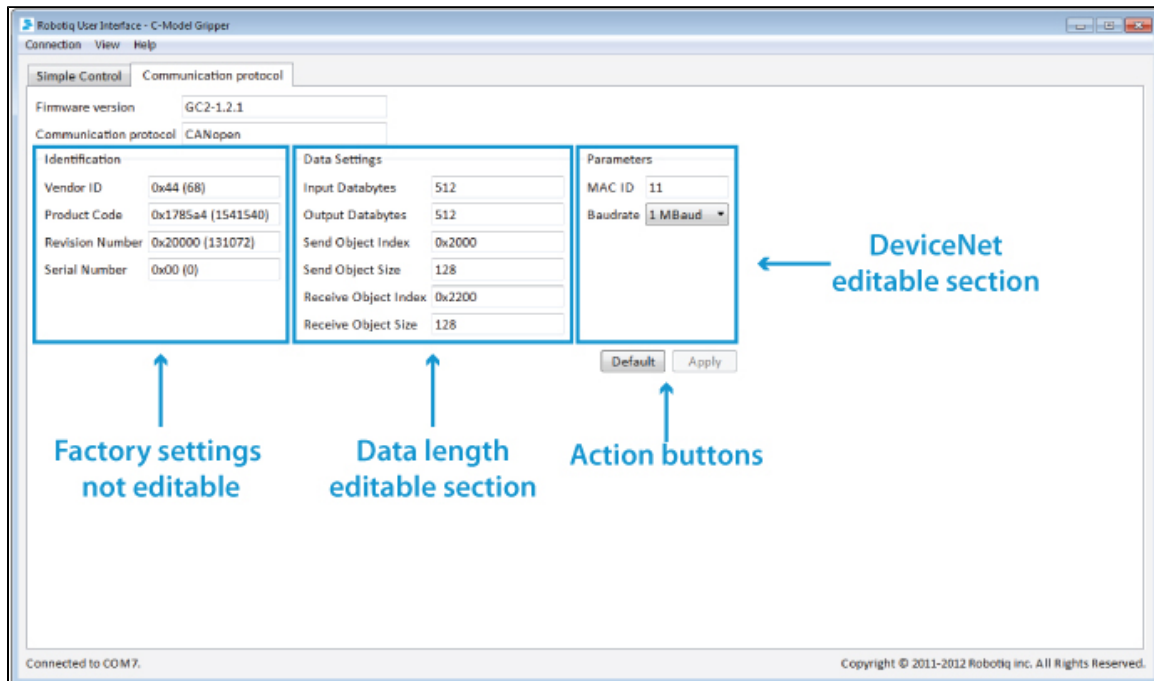 Robotiq User Interface - C-Model Gripper
Connection View Help
Simple Control Communication protocol
Firmware version GC2-1.2.1
Communication protocol CANopen
Identification
Vendor ID 0x44 (68)
Product Code 0x1785a4 (1541540)
Revision Number 0x20000 (131072)
Serial Number 0x00 (0)
Data Settings
Input Databytes 512
Output Databytes 512
Send Object Index 0x2000
Send Object Size 128
Receive Object Index 0x2200
Receive Object Size 128
Parameters
MAC ID 11
Baudrate 1 MBaud
Default Apply
DeviceNet
editable section
Factory settings
not editable
Data length
editable section
Action buttons
Connected to COM7.
Copyright © 2011-2012 Robotiq inc. All Rights Reserved.